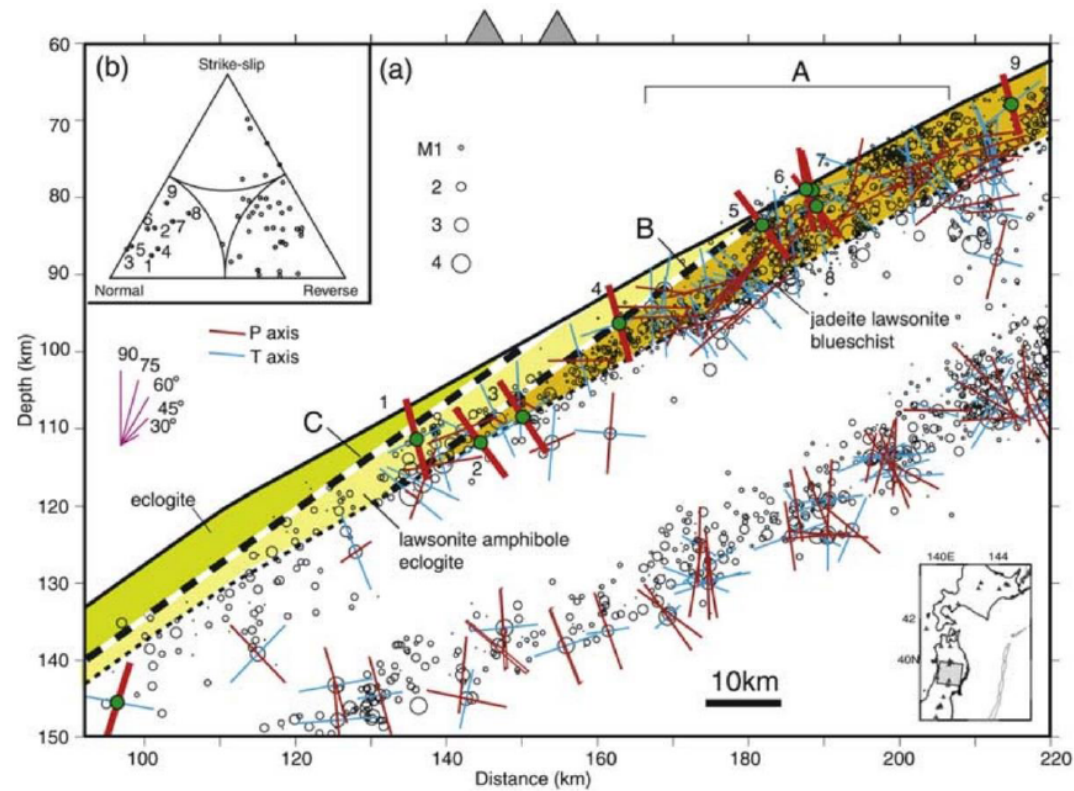 (b)
Strike-slip
9
6
8
2
7
5
4
3
1
Normal
Reverse
(a)
A
9
M1
2
3
4
7
6
5
B
8
4
jadeite lawsonite
blueschist
P axis
T axis
90
75
60°
45°
30°
3
1
C
2
eclogite
lawsonite amphibole
eclogite
140E
144
42
40N
10km
60
70
80
90
100
110
120
130
140
150
Depth (km)
100
120
140
160
180
200
220
Distance (km)